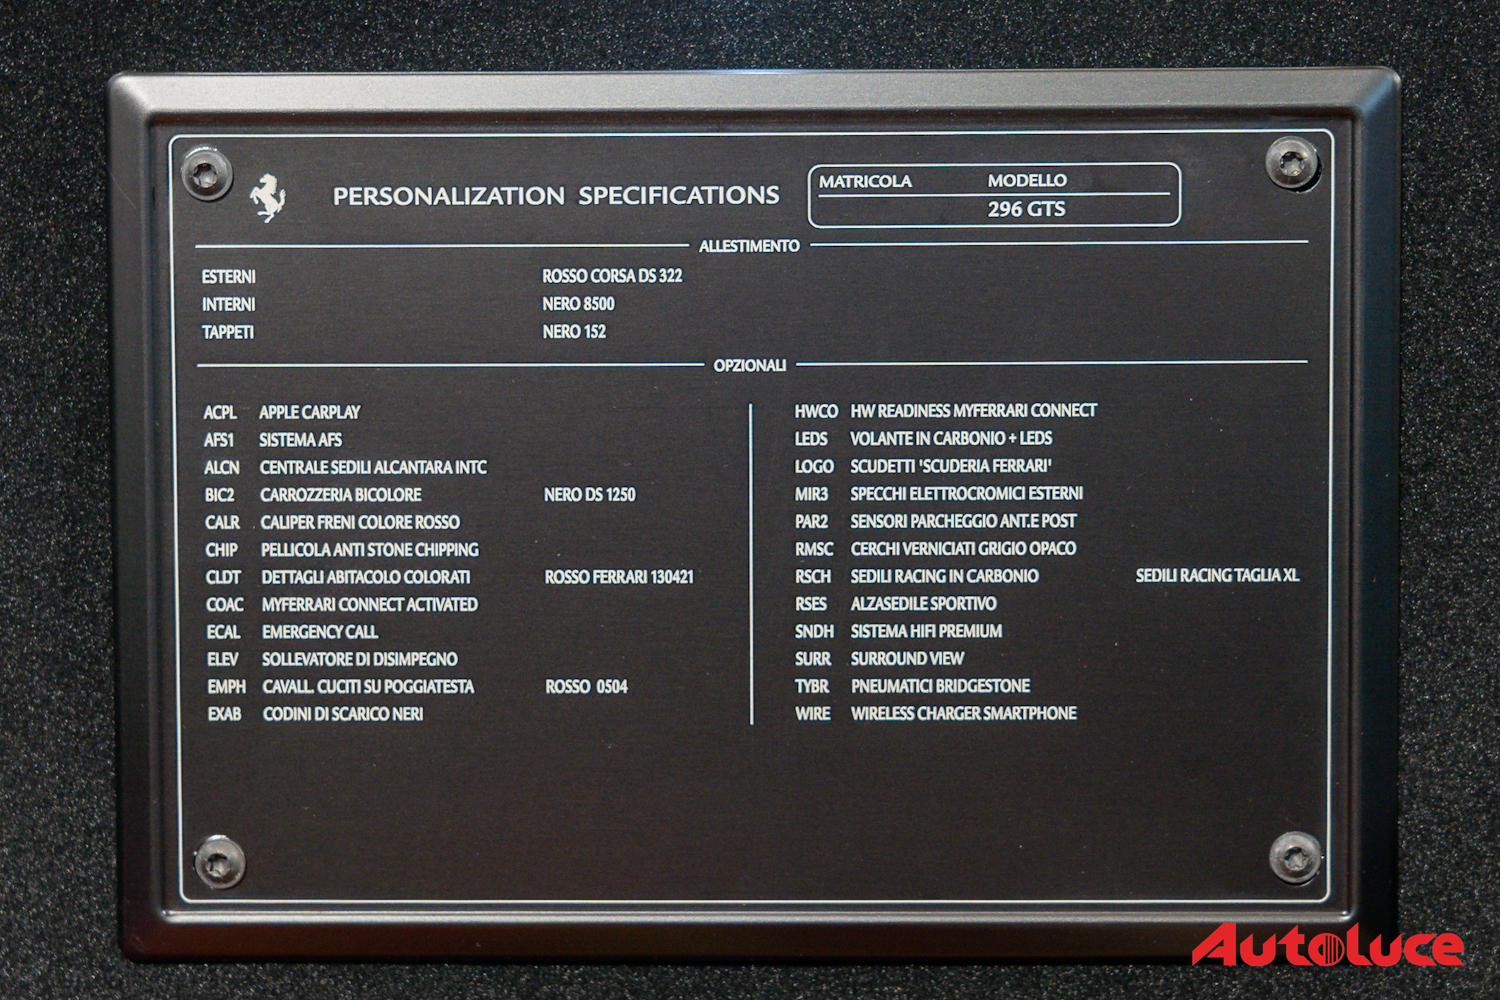 PERSONALIZATION SPECIFICATIONS
MATRICOLA MODELLO
296 GTS
ALLESTIMENTO
ESTERNI ROSSO CORSA DS 322
INTERNI NERO 8500
TAPPETI NERO 152
OPZIONALI
ACPL APPLE CARPLAY
AFS1 SISTEMA AFS
ALCN CENTRALE SEDILI ALCANTARA INTC
BIC2 CARROZZERIA BICOLORE NERO DS 1250
CALR CALIPER FRENI COLORE ROSSO
CHIP PELLICOLA ANTI STONE CHIPPING
CLDT DETTAGLI ABITACOLO COLORATI ROSSO FERRARI 130421
COAC MYFERRARI CONNECT ACTIVATED
ECAL EMERGENCY CALL
ELEV SOLLEVATORE DI DISIMPEGNO
EMPH CAVALL. CUCITI SU POGGIATESTA ROSSO 0504
EXAB CODINI DI SCARICO NERI
HWCO HW READINESS MYFERRARI CONNECT
LEDS VOLANTE IN CARBONIO + LEDS
LOGO SCUDETTI 'SCUDERIA FERRARI'
MIR3 SPECCHI ELETTROCROMICI ESTERNI
PAR2 SENSORI PARCHEGGIO ANT.E POST
RMSC CERCHI VERNICIATI GRIGIO OPACO
RSCH SEDILI RACING IN CARBONIO SEDILI RACING TAGLIA XL
RSES ALZASEDILE SPORTIVO
SNDH SISTEMA HIFI PREMIUM
SURR SURROUND VIEW
TYBR PNEUMATICI BRIDGESTONE
WIRE WIRELESS CHARGER SMARTPHONE
Autoluce